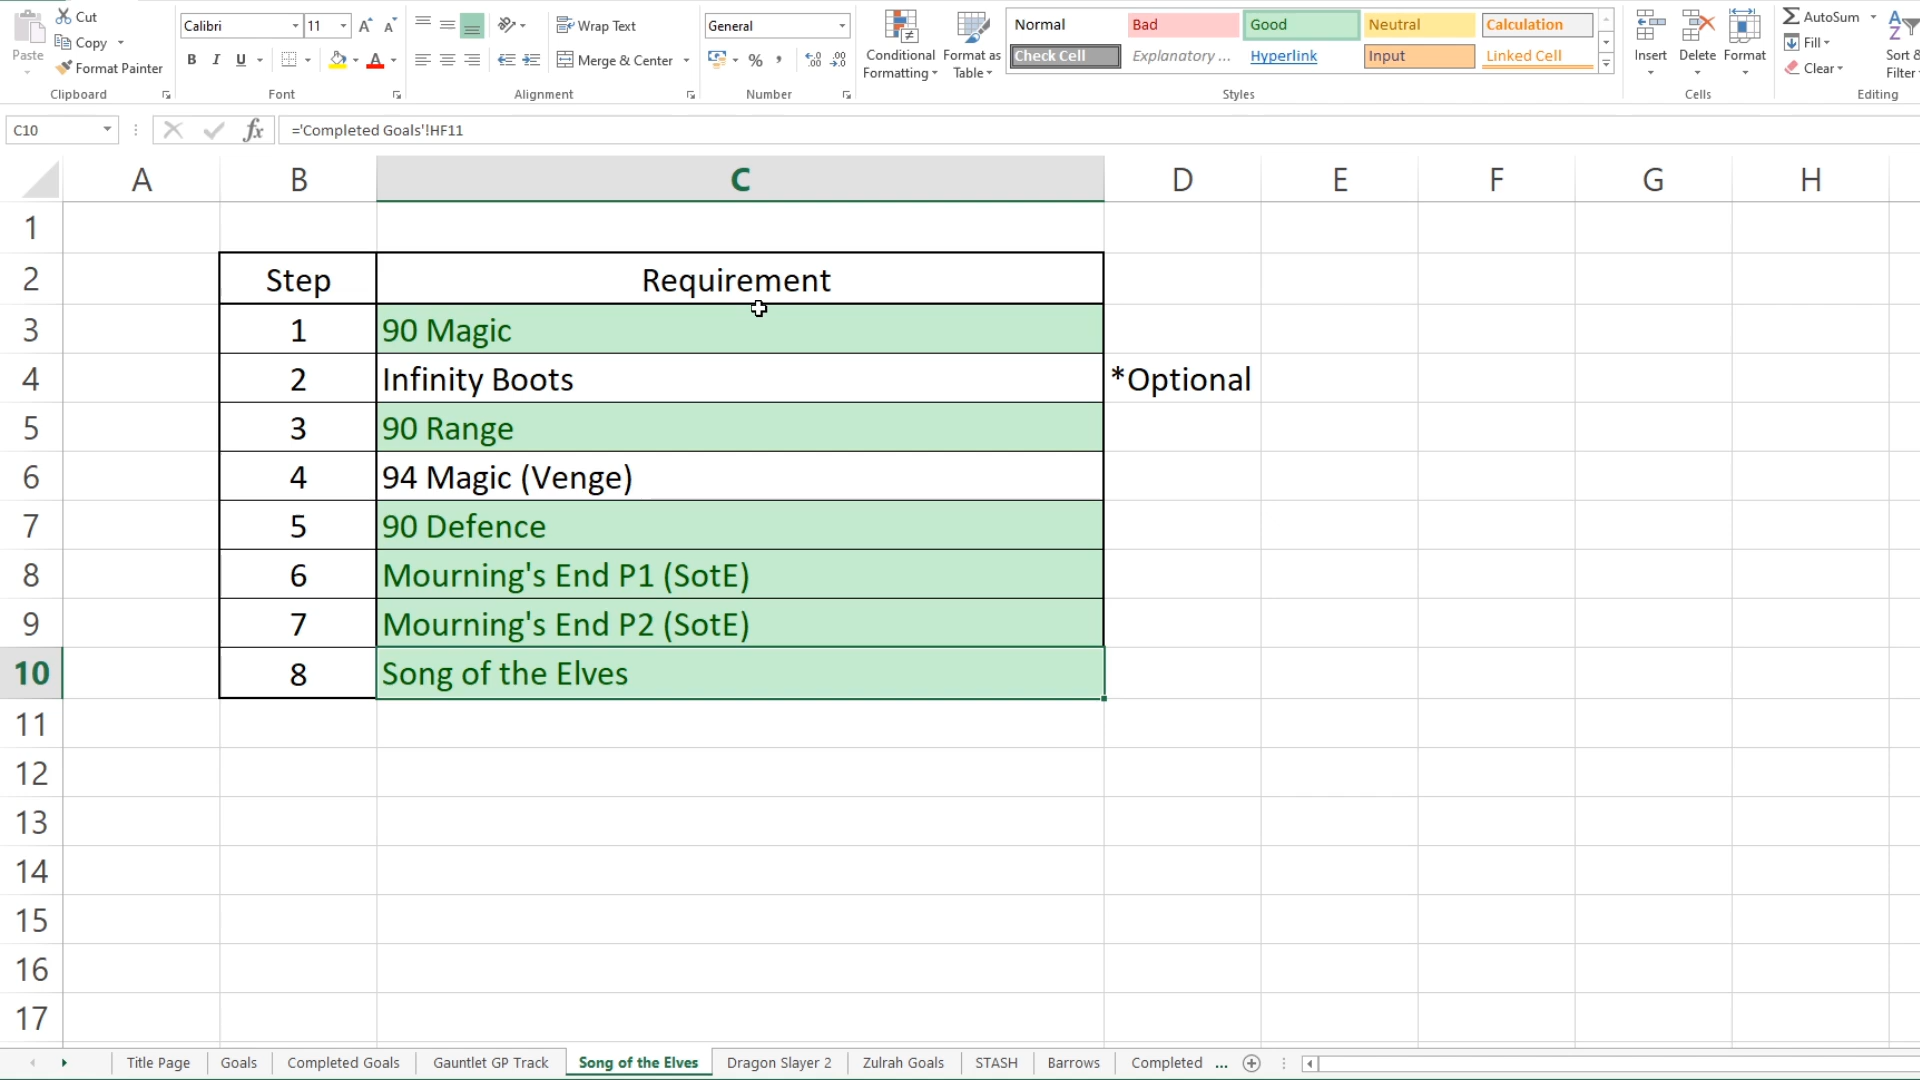 Cut
Copy
Paste
Format Painter
Clipboard
Calibri 11
A A
B I U A
Font
Wrap Text
Merge & Center
Alignment
General
% ,
Number
Conditional Formatting
Format as Table
Normal Bad Good Neutral Calculation
Check Cell Explanatory ... Hyperlink Input Linked Cell
Styles
Insert Delete Format
Cells
AutoSum
Fill
Clear
Sort &
Filter
Editing
C10 fx ='Completed Goals'!HF11
A B C D E F G H
1
2 Step Requirement
3 1 90 Magic
4 2 Infinity Boots *Optional
5 3 90 Range
6 4 94 Magic (Venge)
7 5 90 Defence
8 6 Mourning's End P1 (SotE)
9 7 Mourning's End P2 (SotE)
10 8 Song of the Elves
11
12
13
14
15
16
17
Title Page Goals Completed Goals Gauntlet GP Track Song of the Elves Dragon Slayer 2 Zulrah Goals STASH Barrows Completed ...